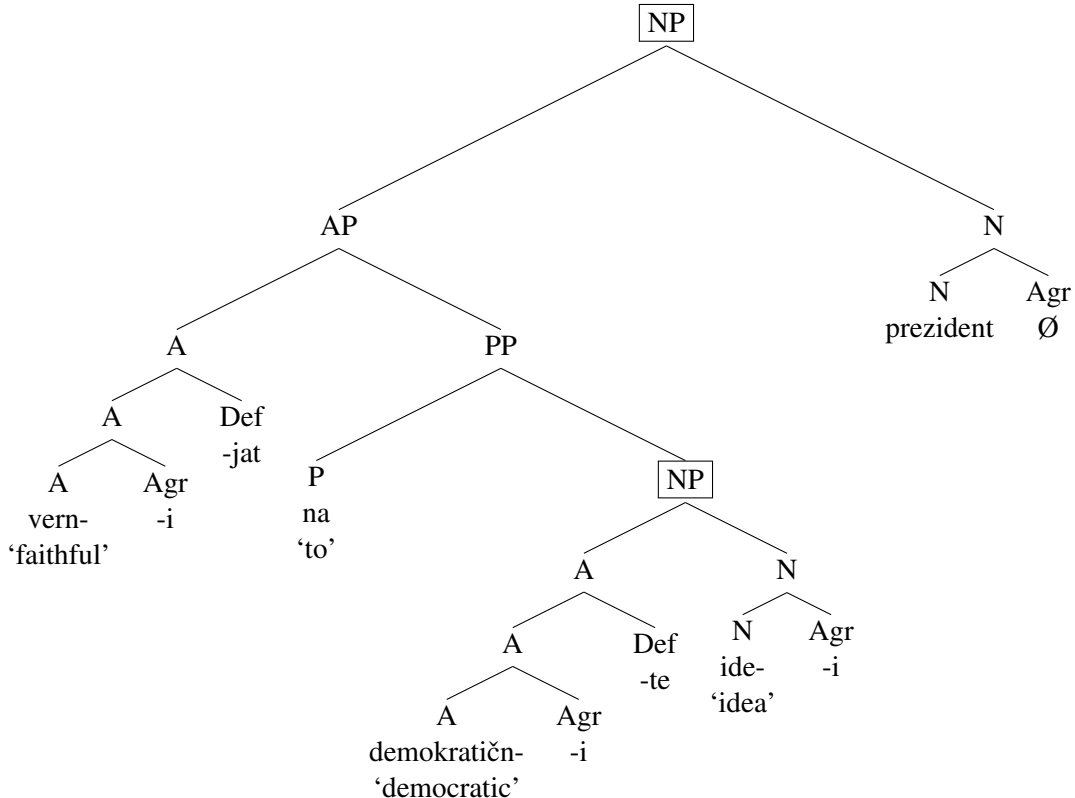 NP
AP N
N Agr
prezident Ø
A PP
A Def
-jat
A Agr P NP
vern- -i na
‘faithful’ ‘to’
A N
A Def N Agr
-te ide- -i
‘idea’
A Agr
demokratičn- -i
‘democratic’